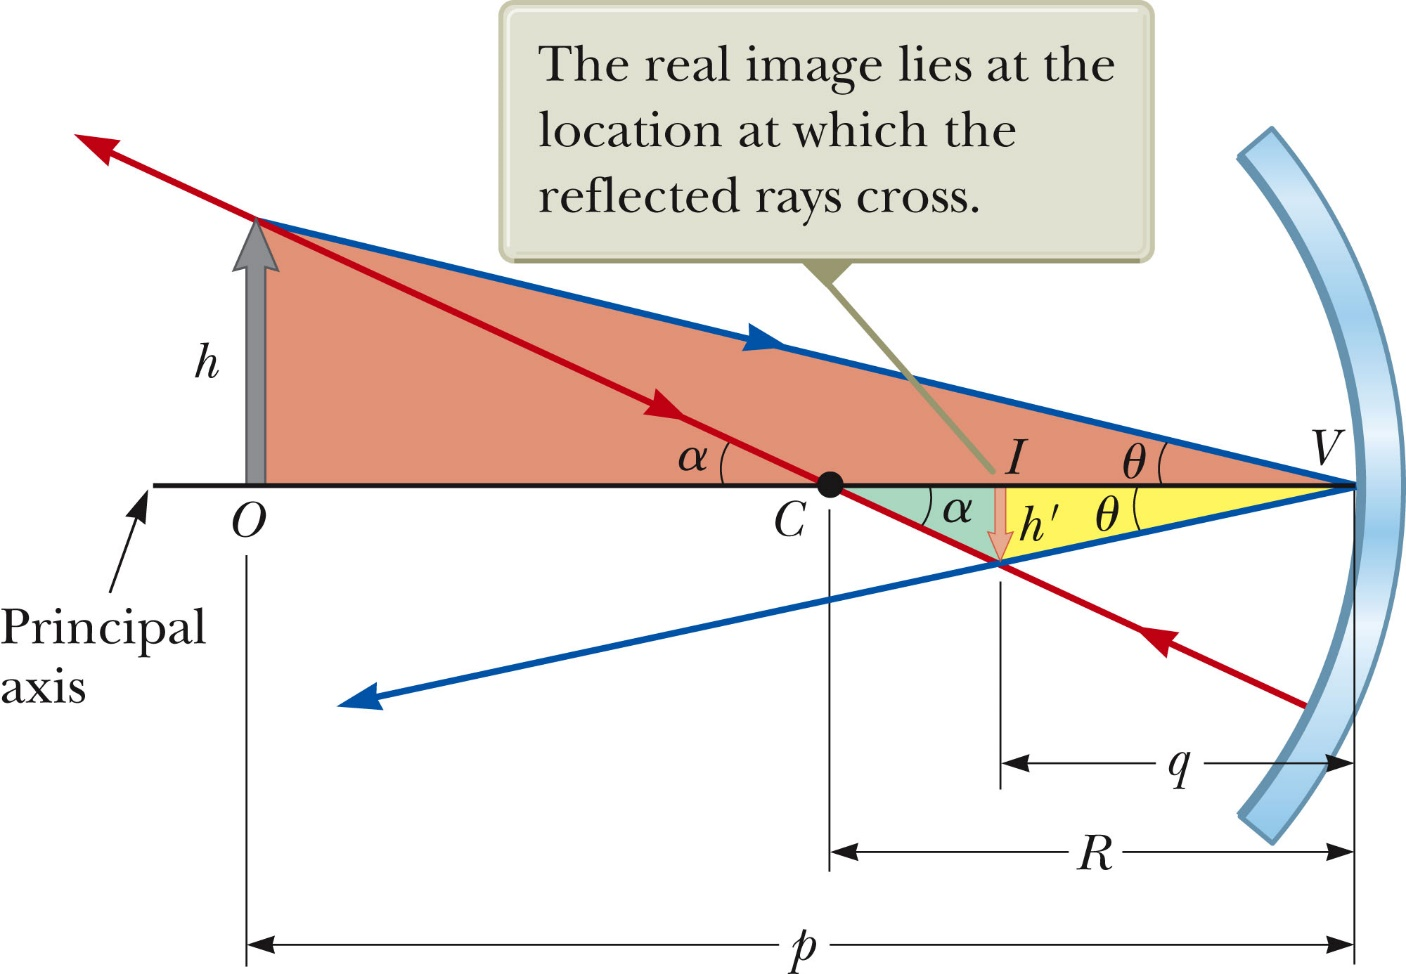 The real image lies at the
location at which the
reflected rays cross.
h
α
I
θ
V
O
C
α
h′
θ
Principal
axis
q
R
p